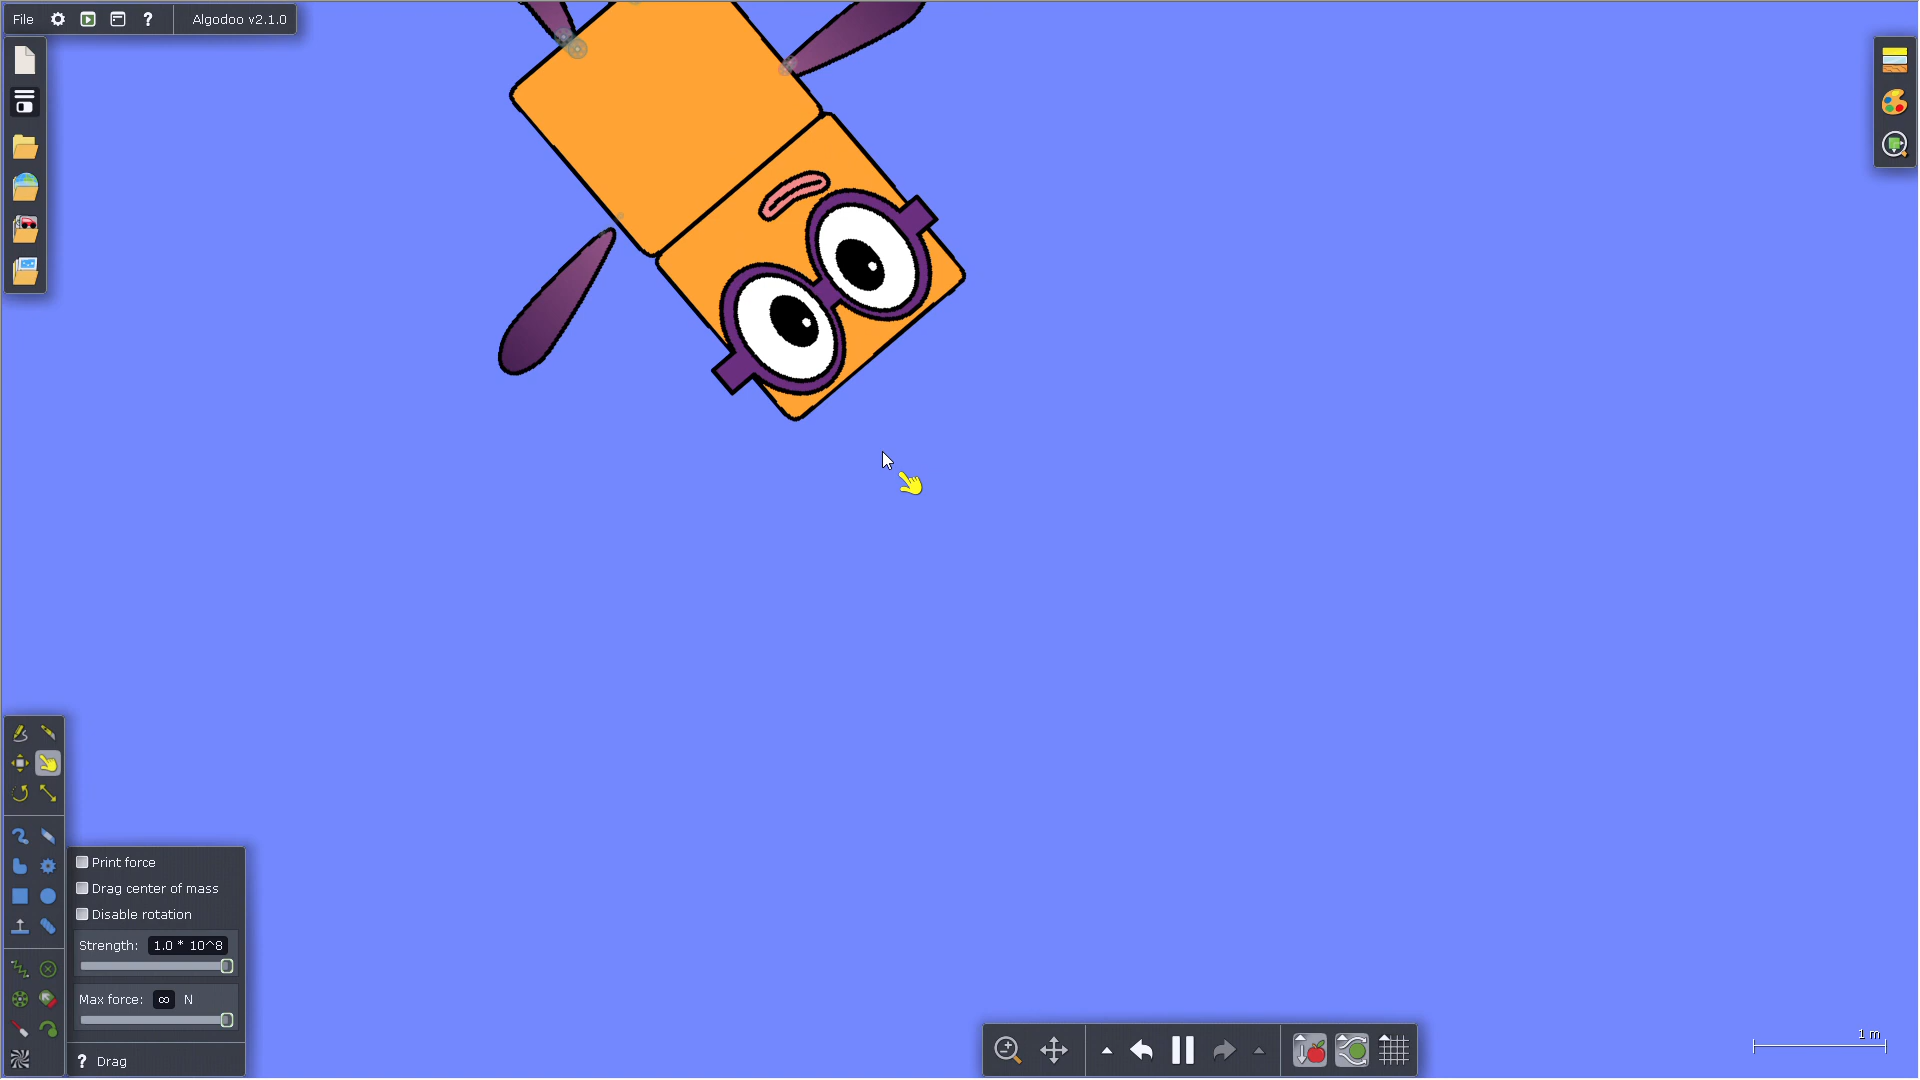 File
Algodoo v2.1.0
Print force
Drag center of mass
Disable rotation
Strength: 1.0 * 10^8
Max force: ∞ N
? Drag
1 m